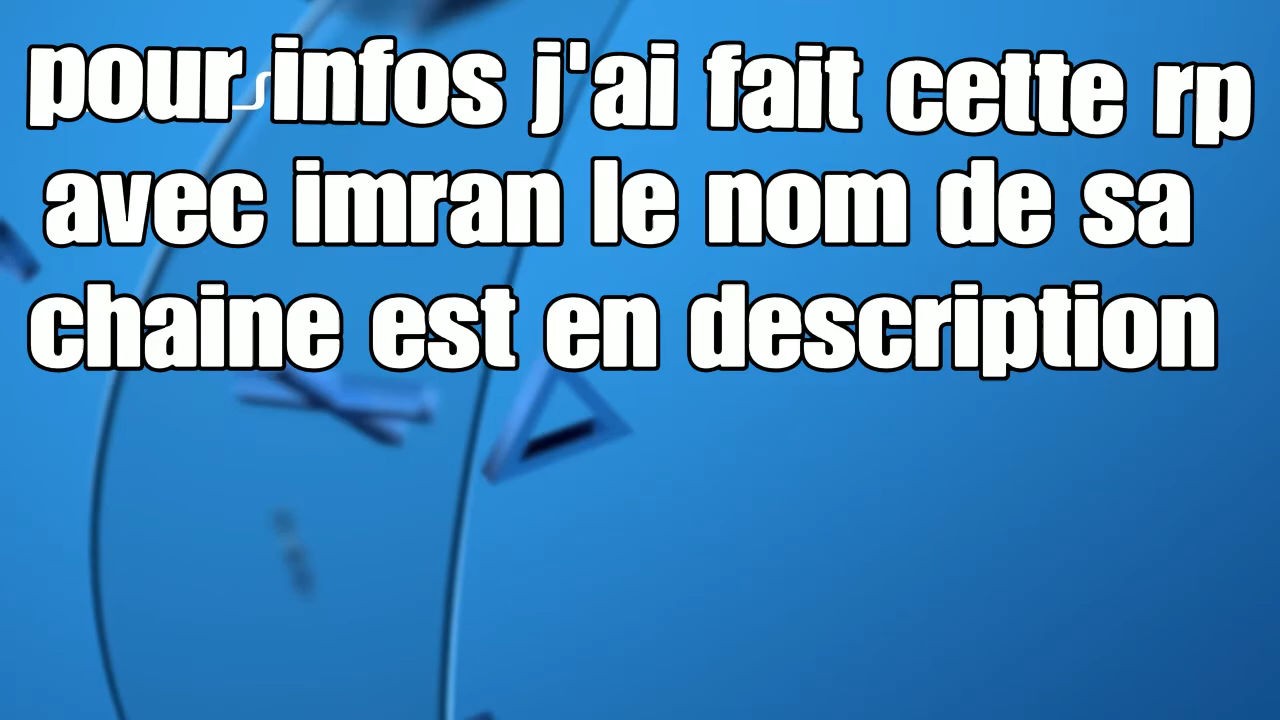 pour infos j'ai fait cette rp
avec imran le nom de sa
chaine est en description